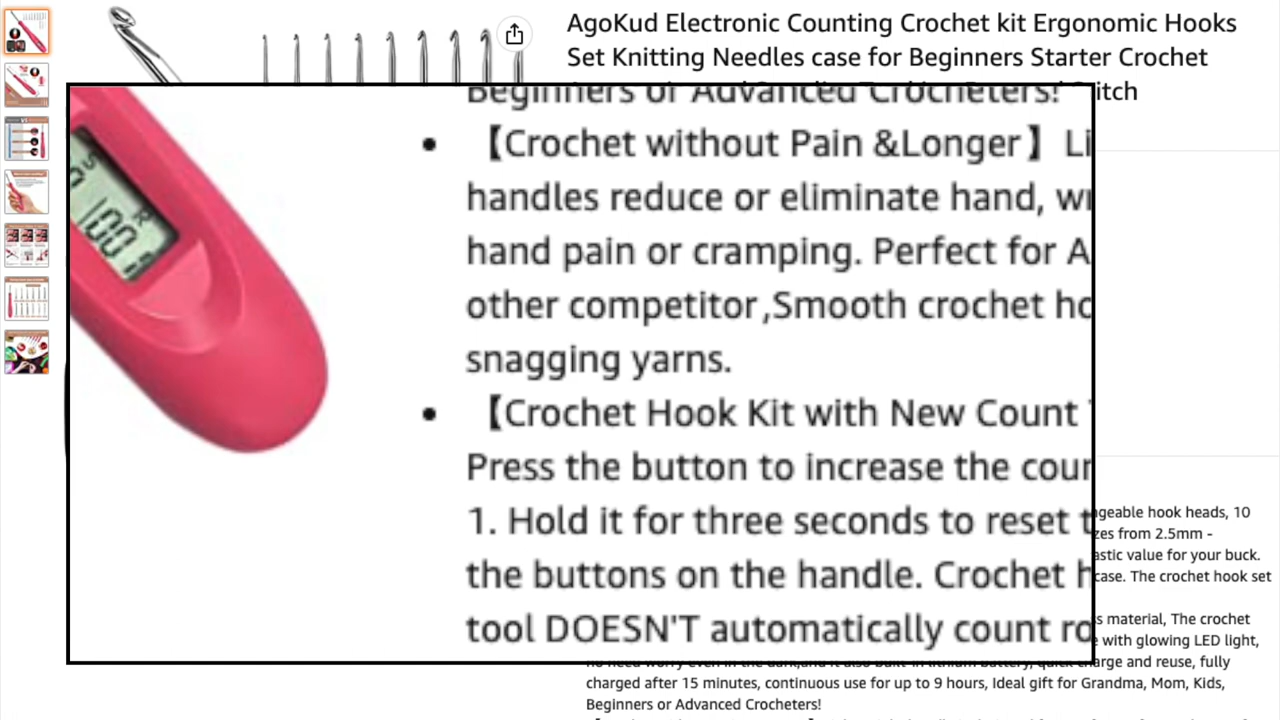 AgoKud Electronic Counting Crochet kit Ergonomic Hooks
Set Knitting Needles case for Beginners Starter Crochet
Beginners or Advanced Crocheters!
• 【Crochet without Pain &Longer】
handles reduce or eliminate hand,
hand pain or cramping. Perfect for
other competitor,Smooth crochet
snagging yarns.
• 【Crochet Hook Kit with New Count
Press the button to increase the
1. Hold it for three seconds to reset
the buttons on the handle. Crochet
tool DOESN'T automatically count
hook heads, 10
from 2.5mm -
value for your buck.
case. The crochet hook set
material, The crochet
with glowing LED light,
charge and reuse, fully
charged after 15 minutes, continuous use for up to 9 hours, Ideal gift for Grandma, Mom, Kids,
Beginners or Advanced Crocheters!